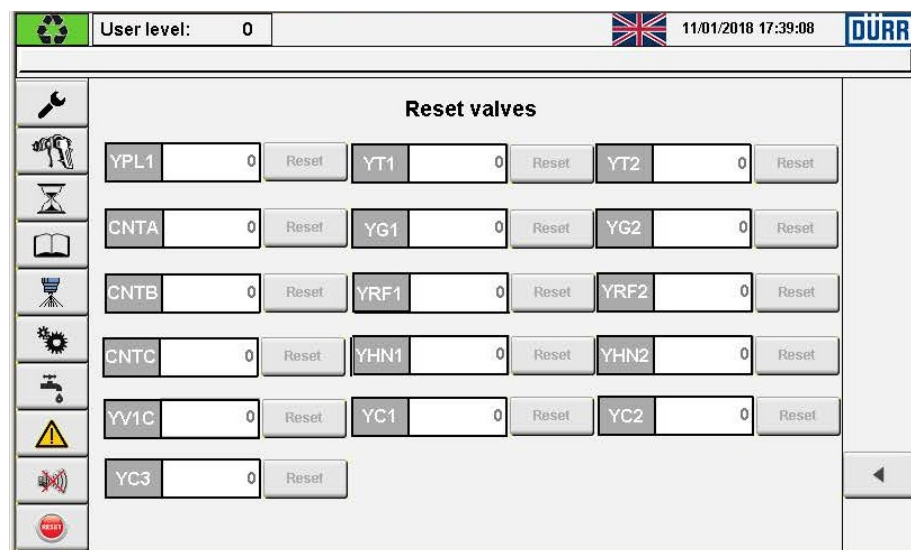 User level: 0 11/01/2018 17:39:08 DÜRR
Reset valves
YPL1 0 Reset YT1 0 Reset YT2 0 Reset
CNTA 0 Reset YG1 0 Reset YG2 0 Reset
CNTB 0 Reset YRF1 0 Reset YRF2 0 Reset
CNTC 0 Reset YHN1 0 Reset YHN2 0 Reset
YV1C 0 Reset YC1 0 Reset YC2 0 Reset
YC3 0 Reset
RESET